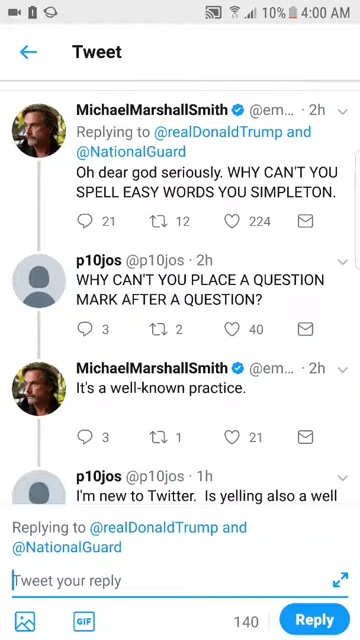 10% 4:00 AM
Tweet
MichaelMarshallSmith @em... · 2h
Replying to @realDonaldTrump and
@NationalGuard
Oh dear god seriously. WHY CAN'T YOU
SPELL EASY WORDS YOU SIMPLETON.
21 12 224
p10jos @p10jos · 2h
WHY CAN'T YOU PLACE A QUESTION
MARK AFTER A QUESTION?
3 2 40
MichaelMarshallSmith @em... · 2h
It's a well-known practice.
3 1 21
p10jos @p10jos · 1h
I'm new to Twitter. Is yelling also a well
Replying to @realDonaldTrump and
@NationalGuard
Tweet your reply
GIF 140 Reply